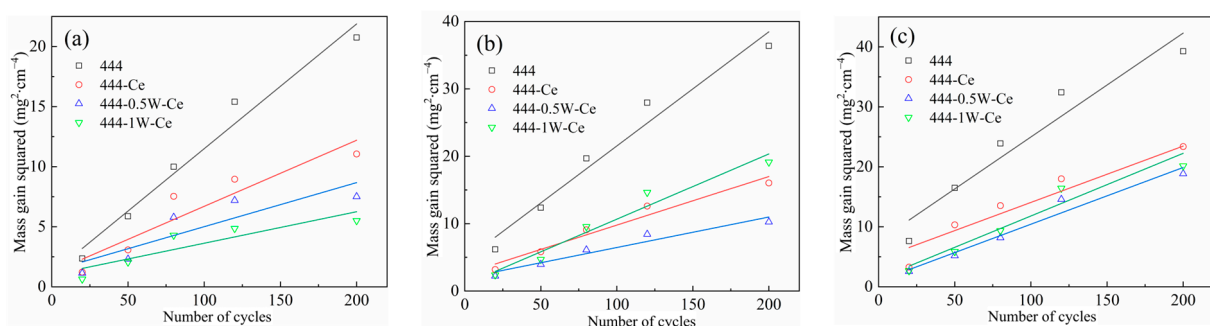 (a)
444
444-Ce
444-0.5W-Ce
444-1W-Ce
Mass gain squared (mg²·cm⁻⁴)
20
15
10
5
0
0
50
100
150
200
Number of cycles
(b)
444
444-Ce
444-0.5W-Ce
444-1W-Ce
Mass gain squared (mg²·cm⁻⁴)
40
30
20
10
0
0
50
100
150
200
Number of cycles
(c)
444
444-Ce
444-0.5W-Ce
444-1W-Ce
Mass gain squared (mg²·cm⁻⁴)
40
30
20
10
0
0
50
100
150
200
Number of cycles